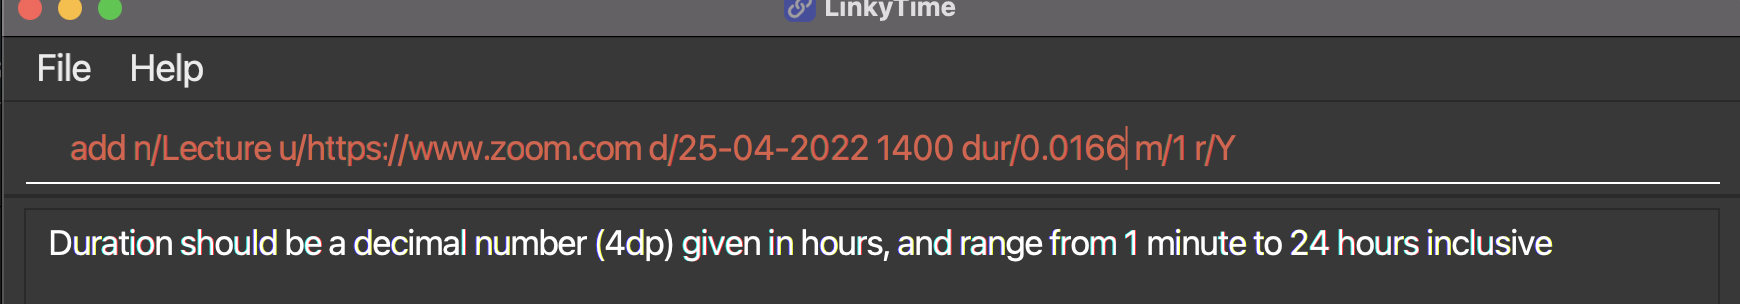 LinkyTime
File Help
add n/Lecture u/https://www.zoom.com d/25-04-2022 1400 dur/0.0166 m/1 r/Y
Duration should be a decimal number (4dp) given in hours, and range from 1 minute to 24 hours inclusive